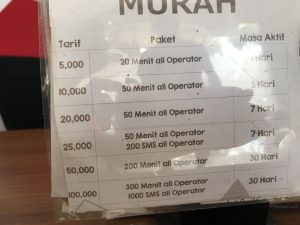 MURAH
Tarif Paket Masa Aktif
5,000 20 Menit all Operator Hari
10,000 50 Menit all Operator Hari
20,000 50 Menit all Operator 7 Hari
25,000 50 Menit all Operator 7 Hari
200 SMS all Operator
50,000 200 Menit all Operator 30 Hari
100,000 300 Menit all Operator 30 Hari
1000 SMS all Operator